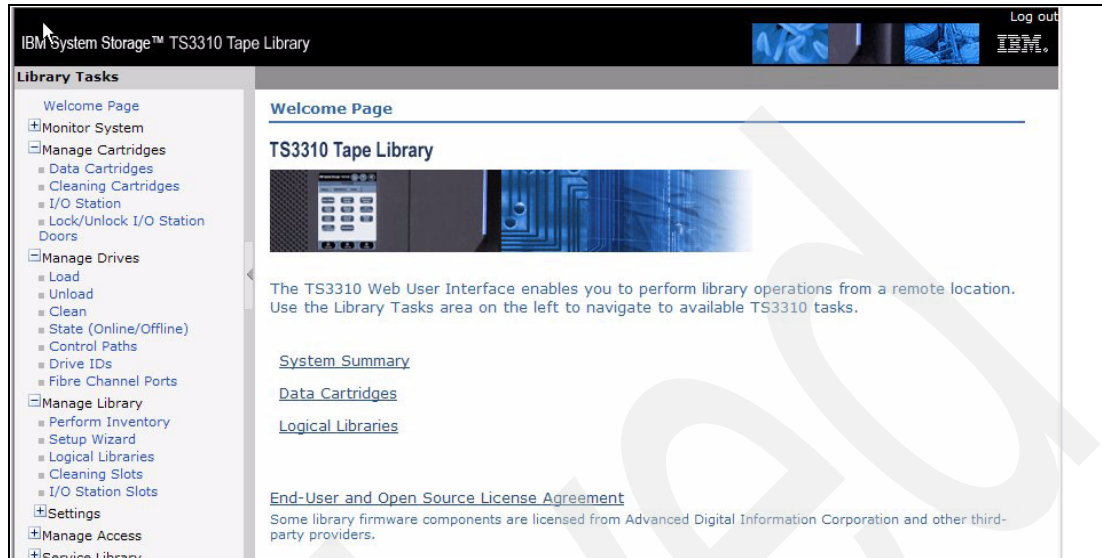 Log out
IBM System Storage™ TS3310 Tape Library
IBM.
Library Tasks
Welcome Page
Monitor System
Manage Cartridges
Data Cartridges
Cleaning Cartridges
I/O Station
Lock/Unlock I/O Station
Doors
Manage Drives
Load
Unload
Clean
State (Online/Offline)
Control Paths
Drive IDs
Fibre Channel Ports
Manage Library
Perform Inventory
Setup Wizard
Logical Libraries
Cleaning Slots
I/O Station Slots
Settings
Manage Access
Service Library
Welcome Page
TS3310 Tape Library
The TS3310 Web User Interface enables you to perform library operations from a remote location.
Use the Library Tasks area on the left to navigate to available TS3310 tasks.
System Summary
Data Cartridges
Logical Libraries
End-User and Open Source License Agreement
Some library firmware components are licensed from Advanced Digital Information Corporation and other third-
party providers.